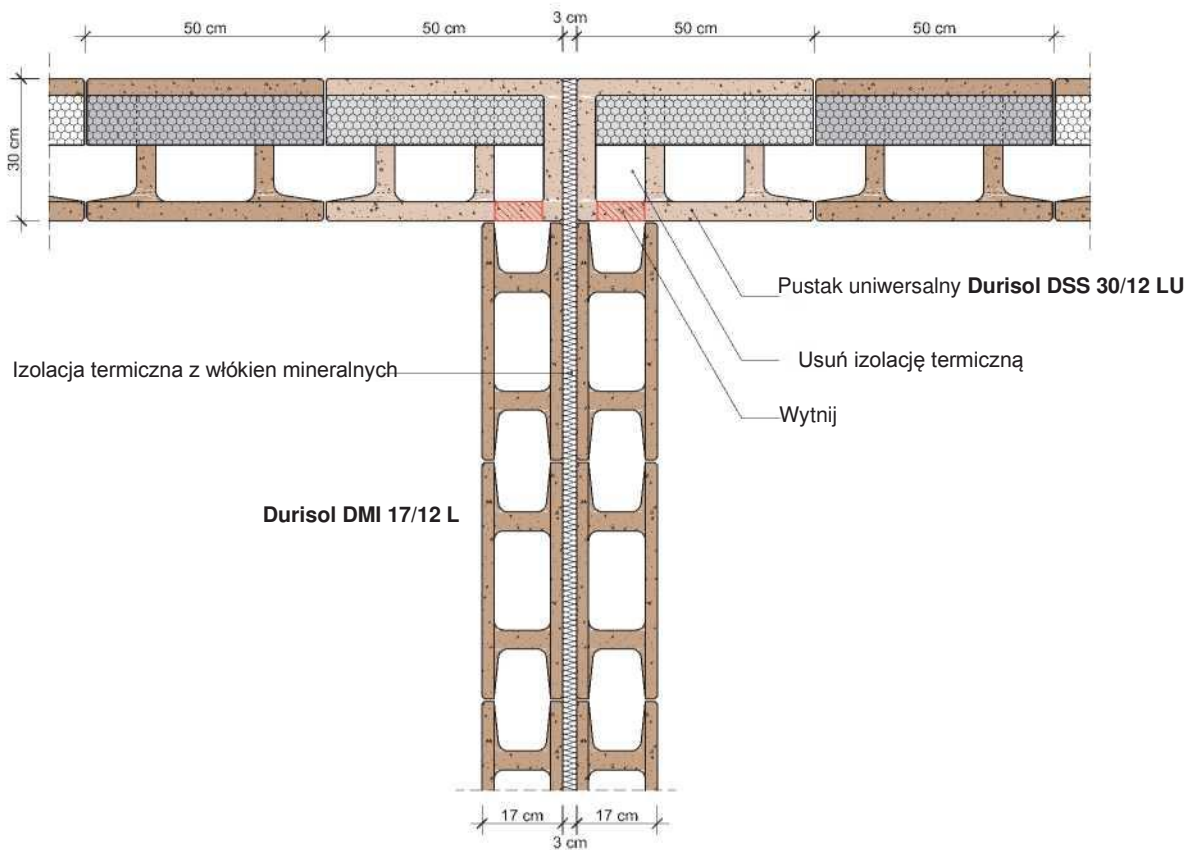 3 cm
50 cm
50 cm
50 cm
50 cm
30 cm
Pustak uniwersalny Durisol DSS 30/12 LU
Izolacja termiczna z włókien mineralnych
Usuń izolację termiczną
Wytnij
Durisol DMI 17/12 L
17 cm
17 cm
3 cm